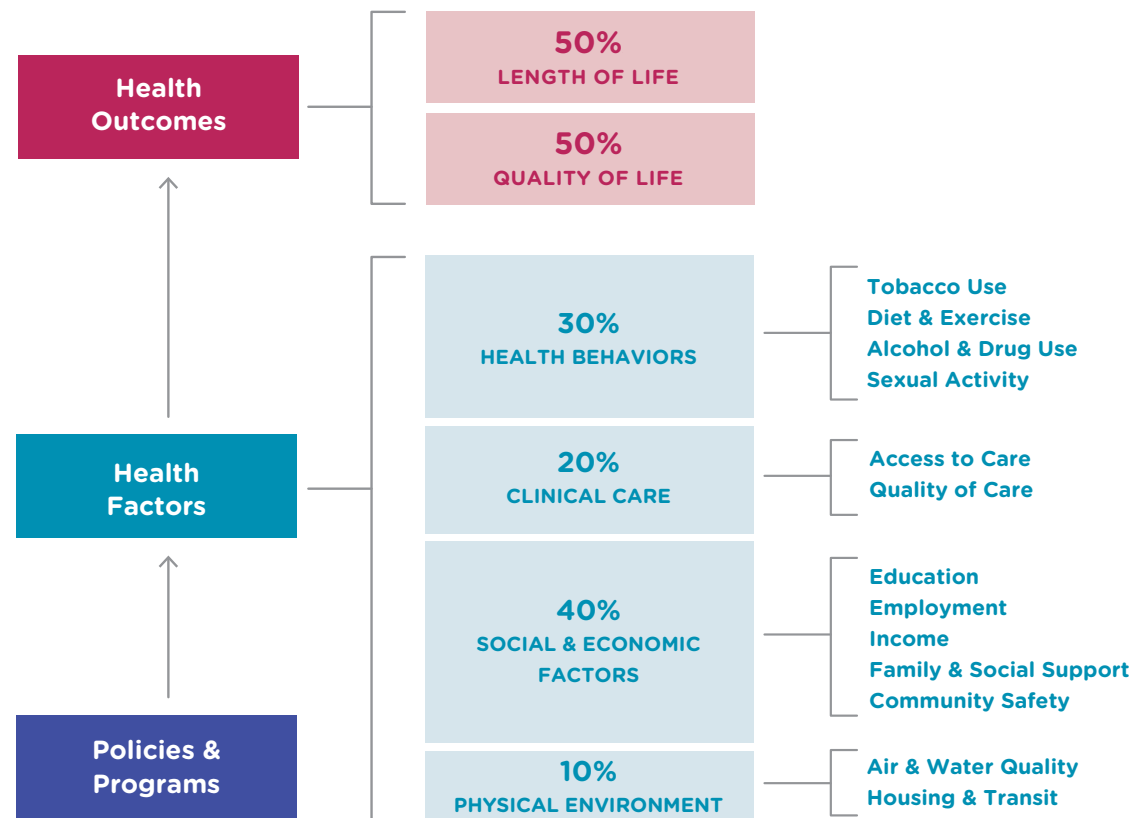 Health
Outcomes
50%
LENGTH OF LIFE
50%
QUALITY OF LIFE
Health
Factors
30%
HEALTH BEHAVIORS
Tobacco Use
Diet & Exercise
Alcohol & Drug Use
Sexual Activity
20%
CLINICAL CARE
Access to Care
Quality of Care
40%
SOCIAL & ECONOMIC
FACTORS
Education
Employment
Income
Family & Social Support
Community Safety
10%
PHYSICAL ENVIRONMENT
Air & Water Quality
Housing & Transit
Policies &
Programs